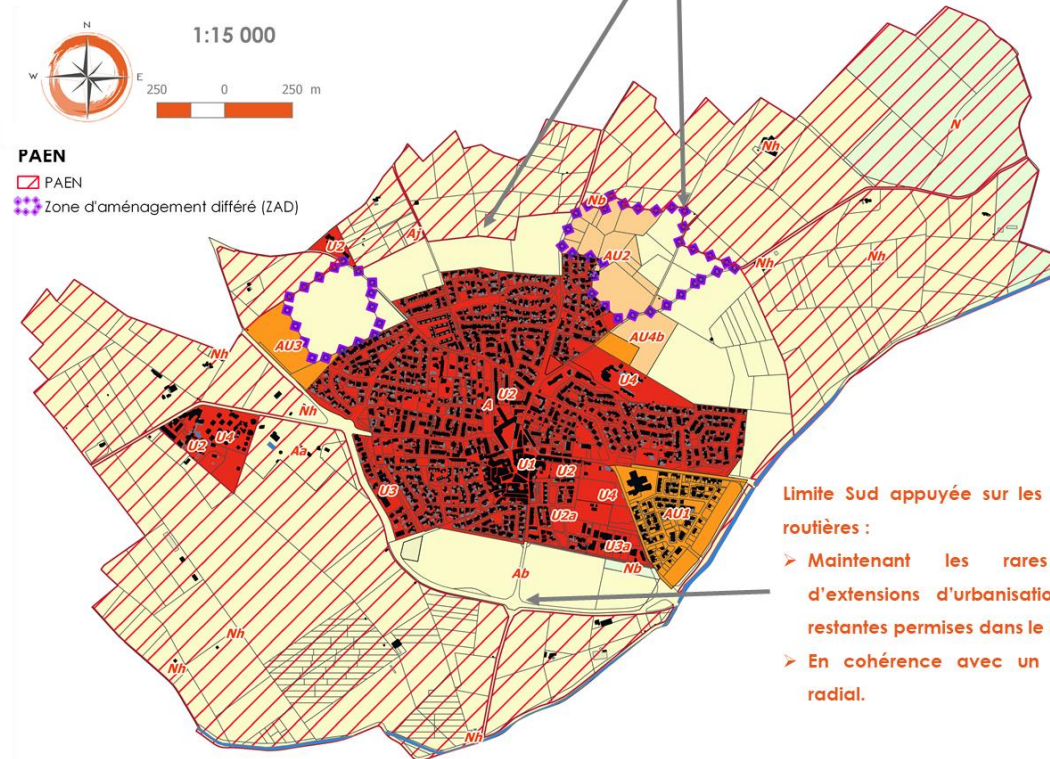 N
W
E
1:15 000
250 0 250 m
PAEN
PAEN
Zone d'aménagement différé (ZAD)
N
Nh
Nb
Aj
U2
AU2
Nh
Nh
AU3
AU4b
Nh
U4
U2
A
Nh
U2 U4
Aa
U1
U2
U3
U4
U2a
AU1
U3a
Nb
Ab
Nh
Nh
Nh
Limite Sud appuyée sur les
routières :
➢ Maintenant les rares
d'extensions d'urbanisatio
restantes permises dans le
➢ En cohérence avec un
radial.